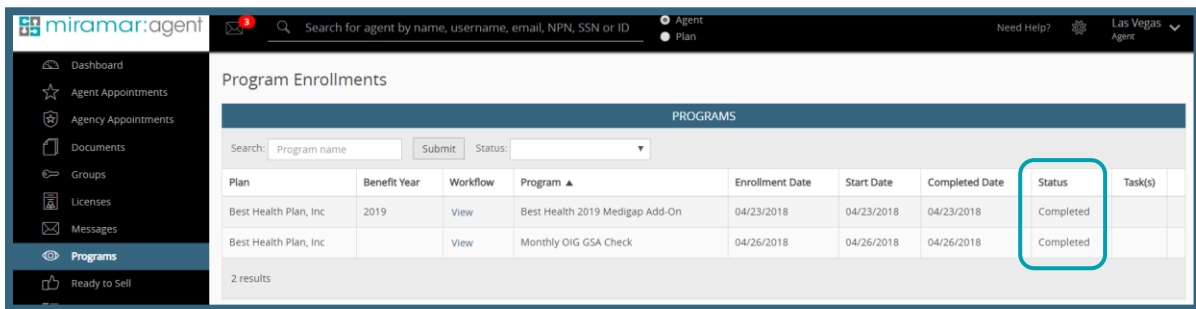 miramar:agent
3
Search for agent by name, username, email, NPN, SSN or ID
Agent
Plan
Need Help?
Las Vegas
Agent
Dashboard
Agent Appointments
Agency Appointments
Documents
Groups
Licenses
Messages
Programs
Ready to Sell
Program Enrollments
PROGRAMS
Search: Program name Submit Status:
Plan Benefit Year Workflow Program ▲ Enrollment Date Start Date Completed Date Status Task(s)
Best Health Plan, Inc 2019 View Best Health 2019 Medigap Add-On 04/23/2018 04/23/2018 04/23/2018 Completed
Best Health Plan, Inc View Monthly OIG GSA Check 04/26/2018 04/26/2018 04/26/2018 Completed
2 results